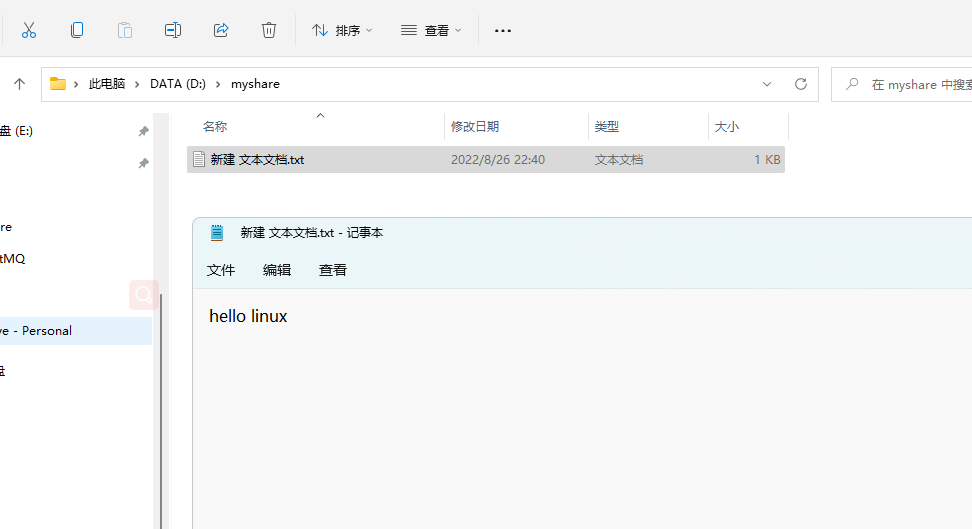 排序 查看
此电脑 DATA (D:) myshare 在 myshare 中搜索
盘 (E:)
名称 修改日期 类型 大小
新建 文本文档.txt 2022/8/26 22:40 文本文档 1 KB
re
tMQ
ve - Personal
盘
新建 文本文档.txt - 记事本
文件 编辑 查看
hello linux